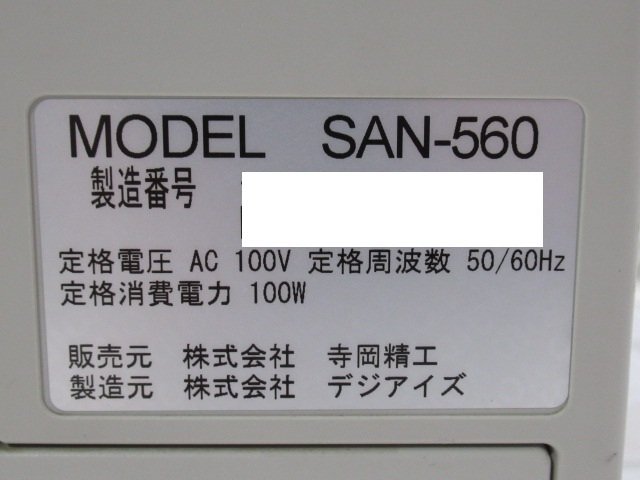 MODEL SAN-560
製造番号
定格電圧 AC 100V 定格周波数 50/60Hz
定格消費電力 100W
販売元 株式会社 寺岡精工
製造元 株式会社 デジアイズ